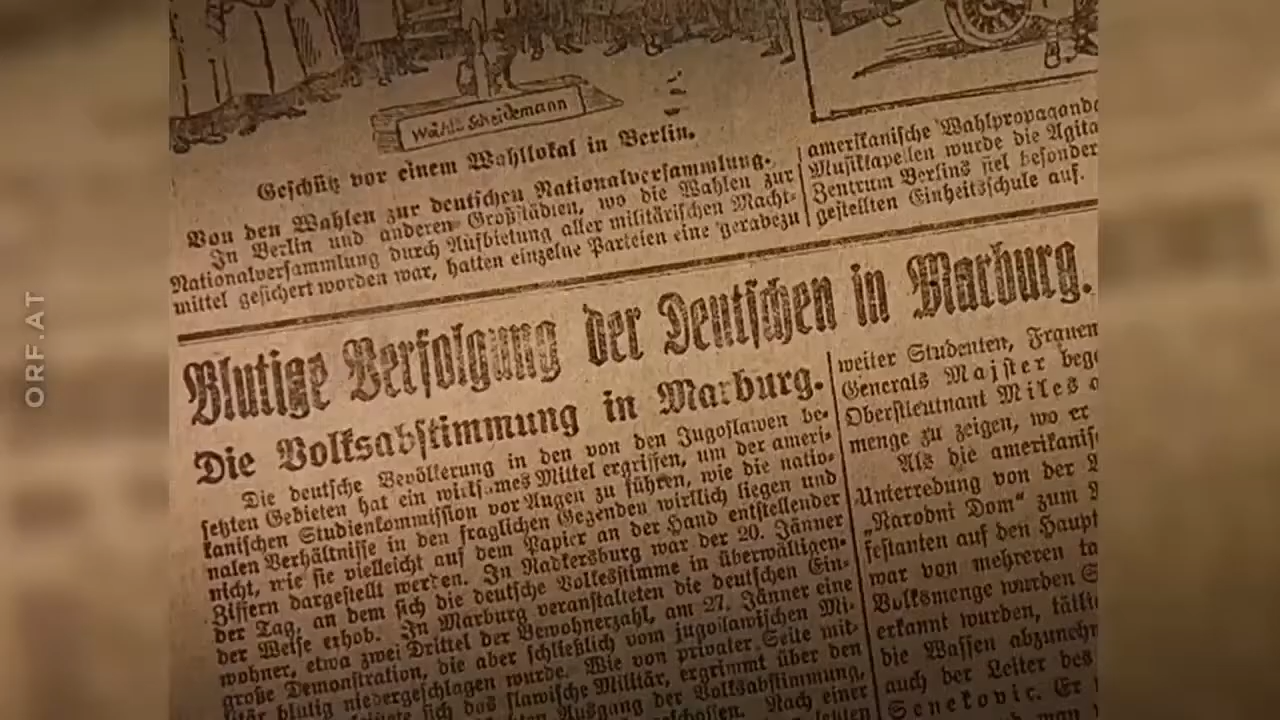 ORF.AT
Wählt Scheidemann
Geschütz vor einem Wahllokal in Berlin.
Von den Wahlen zur deutschen Nationalversammlung.
In Berlin und anderen Großstädten, wo die Wahlen zur
Nationalversammlung durch Aufbietung aller militärischen Macht-
mittel gesichert worden war, hatten einzelne Parteien eine geradezu
amerikanische Wahlpropaganda
Musikkapellen wurde die Agita
Zentrum Berlins fiel besonder
gestellten Einheitsschule auf.
Blutige Verfolgung der Deutschen in Marburg.
Die Volksabstimmung in Marburg.
Die deutsche Bevölkerung in den von den Jugoslawen be-
setzten Gebieten hat ein wirksames Mittel ergriffen, um der ameri-
kanischen Studienkommission vor Augen zu führen, wie die natio-
nalen Verhältnisse in den fraglichen Gegenden wirklich liegen und
nicht, wie sie vielleicht auf dem Papier an der Hand entstellender
Ziffern dargestellt werden. In Radkersburg war der 20. Jänner
der Tag, an dem sich die deutsche Volksstimme in überwältigen-
der Weise erhob. In Marburg veranstalteten die deutschen Ein-
wohner, etwa zwei Drittel der Bewohnerzahl, am 27. Jänner eine
große Demonstration, die aber schließlich vom jugoslawischen Mi-
litär blutig niedergeschlagen wurde. Wie von privater Seite mit-
sich das slawische Militär, ergrimmt über den
Ausgang der Volksabstimmung,
geschossen. Nach einer
weiter Studenten, Frauen
Generals Majster beg
Oberstleutnant Miles
menge zu zeigen, wo er
Als die amerikanis
Unterredung von der
„Narodni Dom“ zum
festanten auf den Haupt
war von mehreren ta
Volksmenge wurden
erkannt wurden, tätli
die Waffen abzunehm
auch der Leiter des
Senekovic. Er